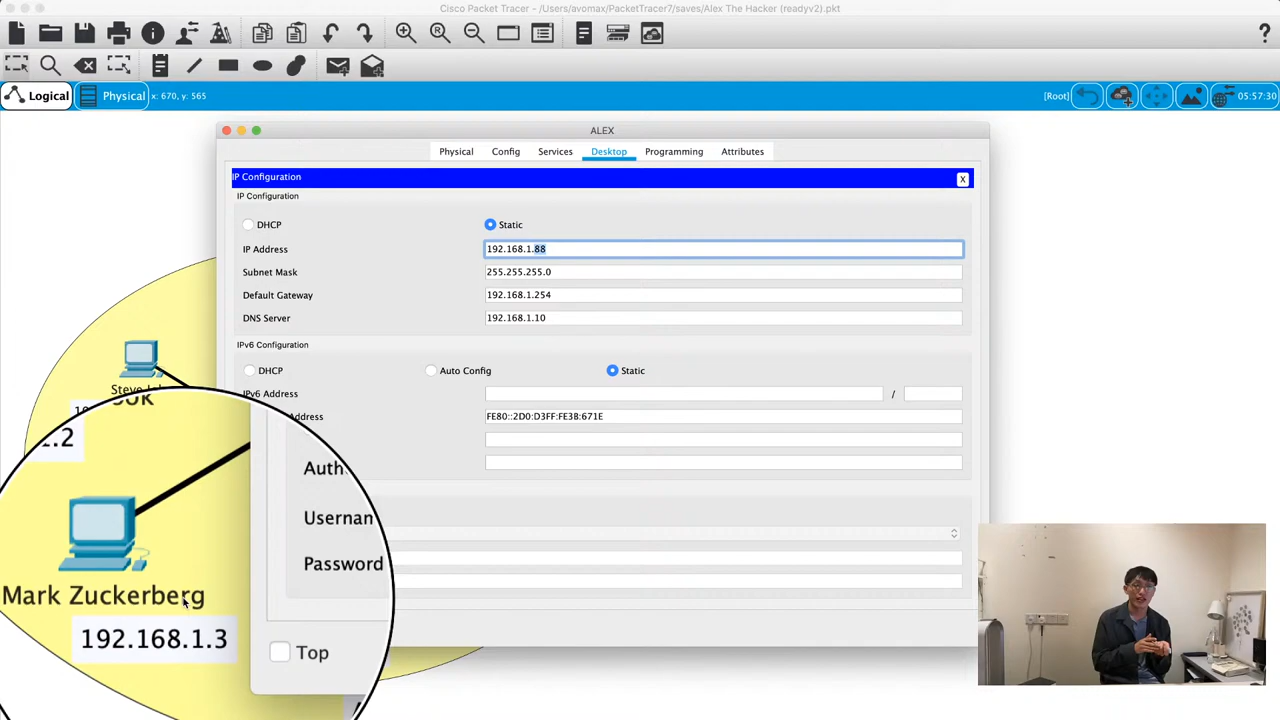 Cisco Packet Tracer - /Users/avomax/PacketTracer7/saves/Alex The Hacker (readyv2).pkt
?
Logical
Physical
x: 670, y: 565
[Root]
05:57:30
ALEX
Physical
Config
Services
Desktop
Programming
Attributes
IP Configuration
X
IP Configuration
DHCP
Static
IP Address
192.168.1.88
Subnet Mask
255.255.255.0
Default Gateway
192.168.1.254
DNS Server
192.168.1.10
IPv6 Configuration
DHCP
Auto Config
Static
IPv6 Address
/
Address
FE80::2D0:D3FF:FE3B:671E
1.2
Auth
Usernan
Password
Mark Zuckerberg
192.168.1.3
Top